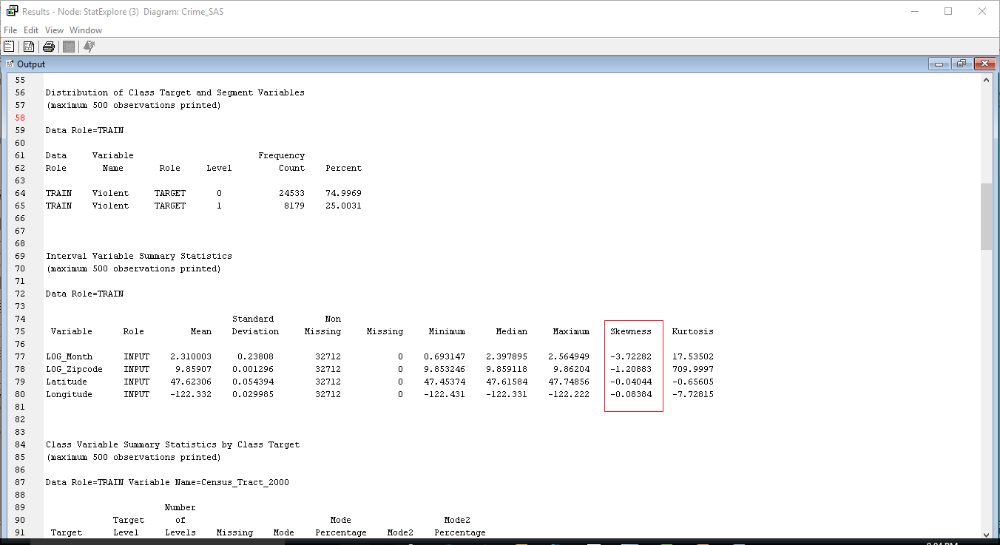 Results - Node: StatExplore (3) Diagram: Crime_SAS
File Edit View Window
Output
55
56 Distribution of Class Target and Segment Variables
57 (maximum 500 observations printed)
58
59 Data Role=TRAIN
60
61 Data Variable Frequency
62 Role Name Role Level Count Percent
63
64 TRAIN Violent TARGET 0 24533 74.9969
65 TRAIN Violent TARGET 1 8179 25.0031
66
67
68
69 Interval Variable Summary Statistics
70 (maximum 500 observations printed)
71
72 Data Role=TRAIN
73
74 Standard Non
75 Variable Role Mean Deviation Missing Missing Minimum Median Maximum Skewness Kurtosis
76
77 LOG_Month INPUT 2.310003 0.23808 32712 0 0.693147 2.397895 2.564949 -3.72282 17.53502
78 LOG_Zipcode INPUT 9.85907 0.001296 32712 0 9.853246 9.859118 9.86204 -1.20883 709.9997
79 Latitude INPUT 47.62306 0.054394 32712 0 47.45374 47.61584 47.74856 -0.04044 -0.65605
80 Longitude INPUT -122.332 0.029985 32712 0 -122.431 -122.331 -122.222 -0.08384 -7.72815
81
82
83
84 Class Variable Summary Statistics by Class Target
85 (maximum 500 observations printed)
86
87 Data Role=TRAIN Variable Name=Census_Tract_2000
88
89 Number
90 Target of Mode Mode2
91 Target Level Levels Missing Mode Percentage Mode2 Percentage